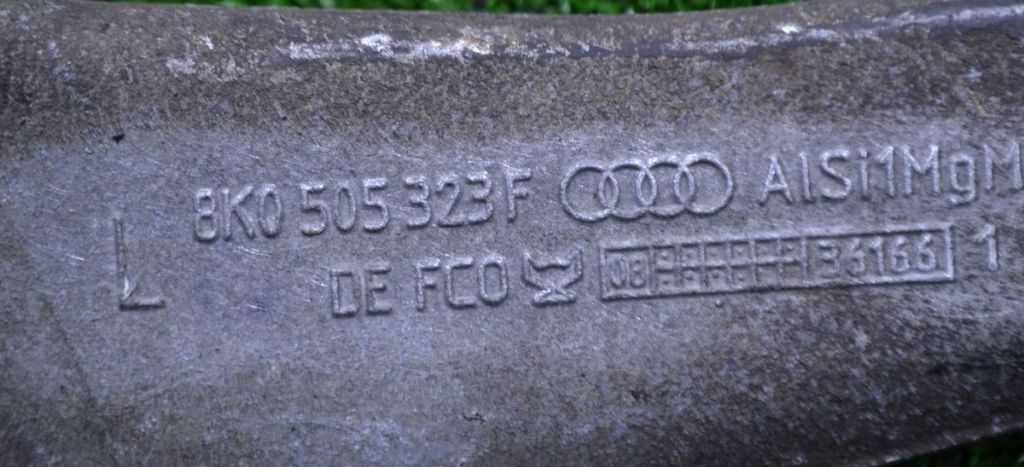 8K0 505 323 F AlSi1MgM
L DE FCO 08 36166 1